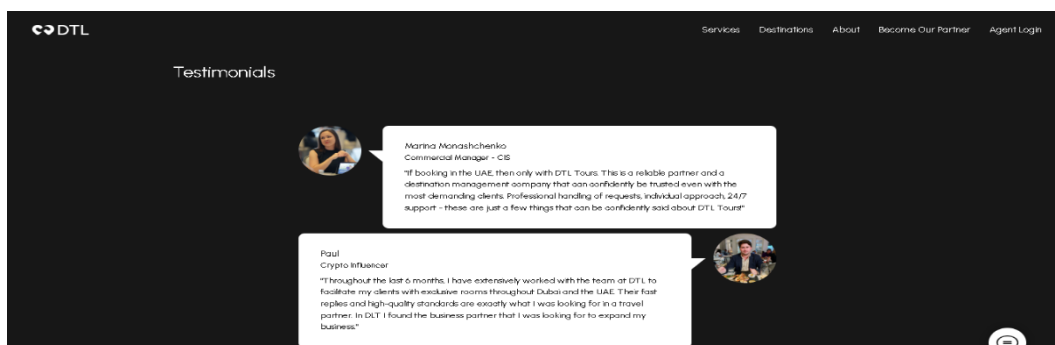 DTL
Services Destinations About Become Our Partner Agent Login
Testimonials
Marina Monashchenko
Commercial Manager - CIS
"If booking in the UAE, then only with DTL Tours. This is a reliable partner and a
destination management company that can confidently be trusted even with the
most demanding clients. Professional handling of requests, individual approach, 24/7
support - these are just a few things that can be confidently said about DTL Tours!"
Paul
Crypto Influencer
"Throughout the last 6 months, I have extensively worked with the team at DTL to
facilitate my clients with exclusive rooms throughout Dubai and the UAE. Their fast
replies and high-quality standards are exactly what I was looking for in a travel
partner. In DLT I found the business partner that I was looking for to expand my
business."